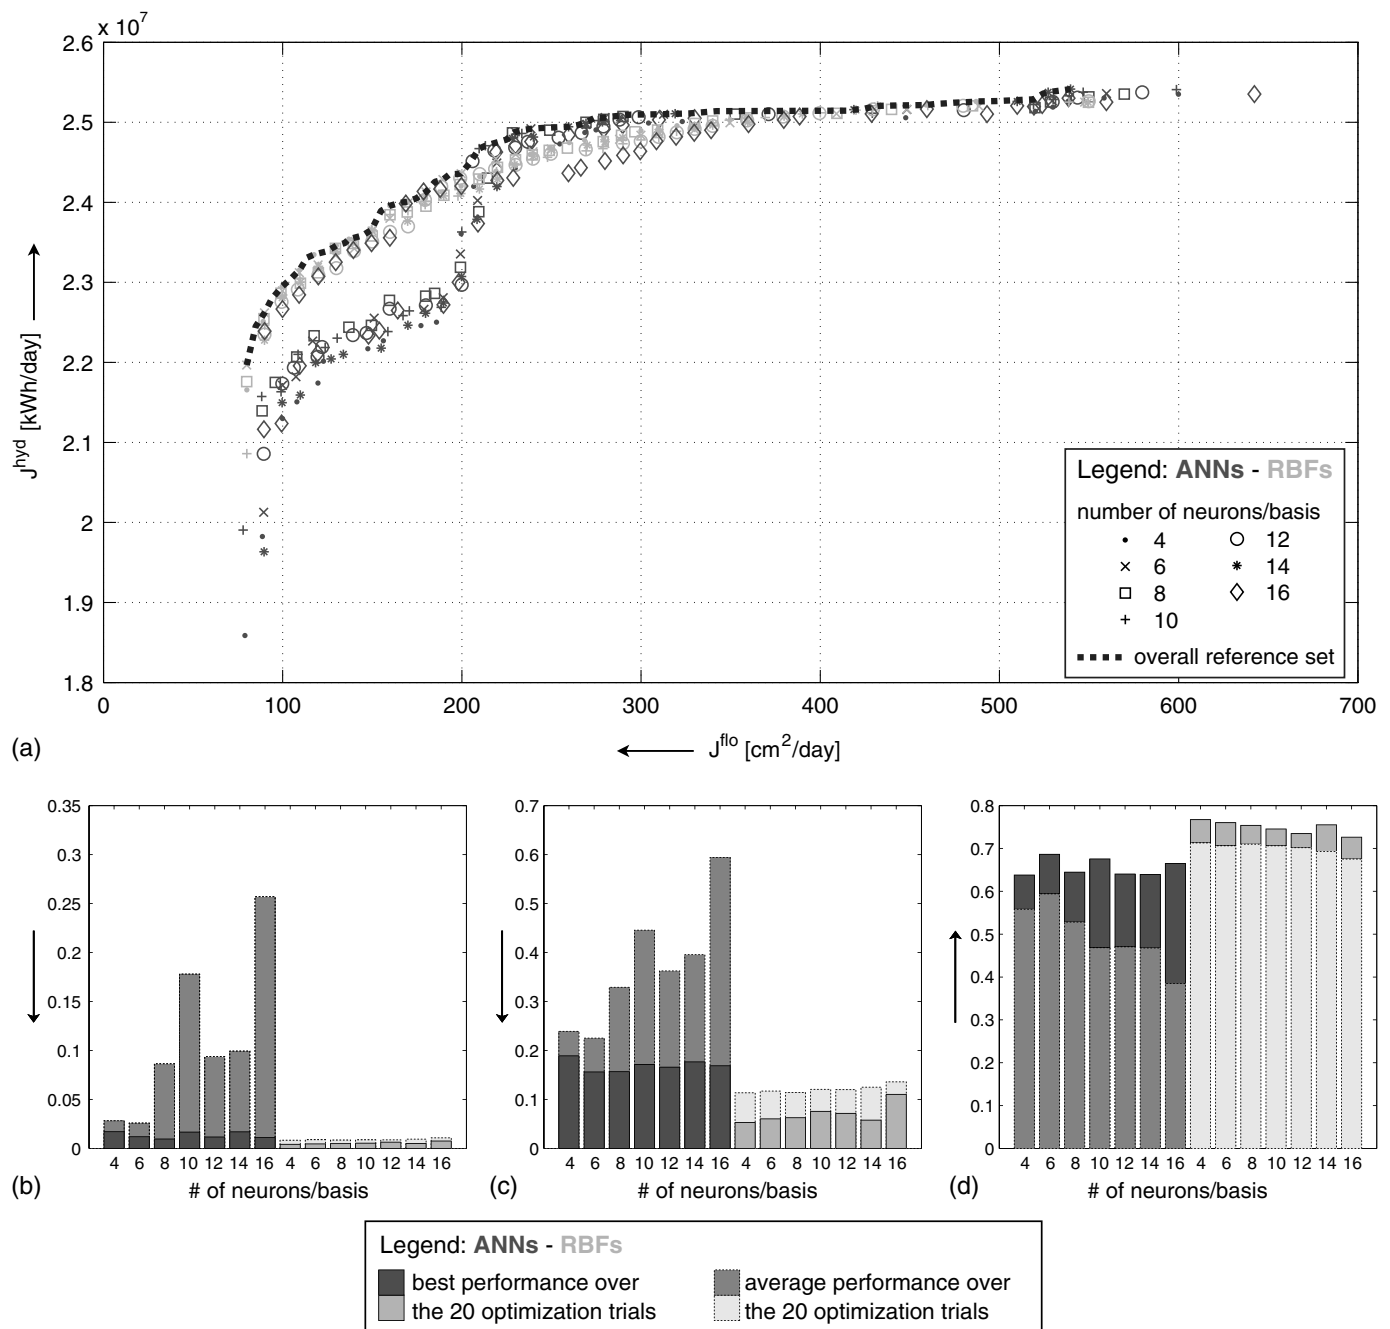 x 10^7
2.6
2.5
2.4
2.3
2.2
2.1
2
1.9
1.8
J^hyd [kWh/day]
0 100 200 300 400 500 600 700
J^flo [cm^2/day]
(a)
Legend: ANNs - RBFs
number of neurons/basis
4 12
6 14
8 16
10
overall reference set
0.35
0.3
0.25
0.2
0.15
0.1
0.05
0
4 6 8 10 12 14 16 4 6 8 10 12 14 16
(b) # of neurons/basis
0.7
0.6
0.5
0.4
0.3
0.2
0.1
0
4 6 8 10 12 14 16 4 6 8 10 12 14 16
(c) # of neurons/basis
0.8
0.7
0.6
0.5
0.4
0.3
0.2
0.1
0
4 6 8 10 12 14 16 4 6 8 10 12 14 16
(d) # of neurons/basis
Legend: ANNs - RBFs
best performance over
the 20 optimization trials
average performance over
the 20 optimization trials